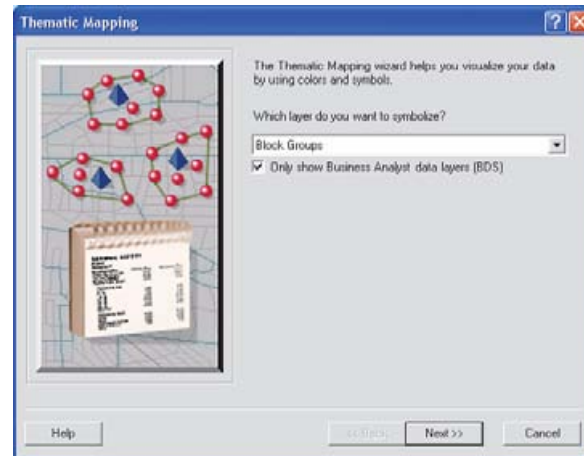 Thematic Mapping
The Thematic Mapping wizard helps you visualize your data
by using colors and symbols.
Which layer do you want to symbolize?
Block Groups
Only show Business Analyst data layers (BDS)
Help
<< Back
Next >>
Cancel